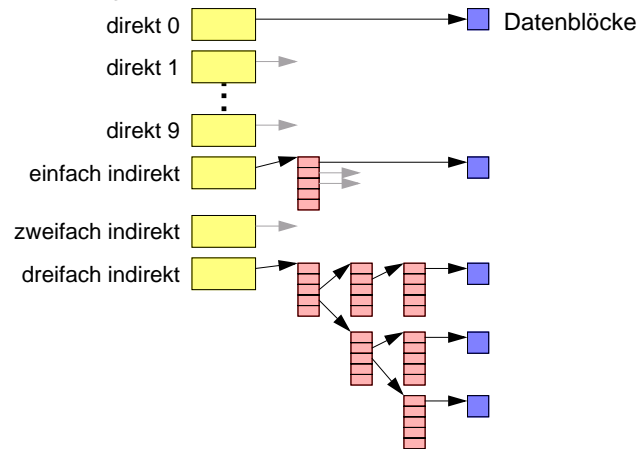 direkt 0
Datenblöcke
direkt 1
direkt 9
einfach indirekt
zweifach indirekt
dreifach indirekt